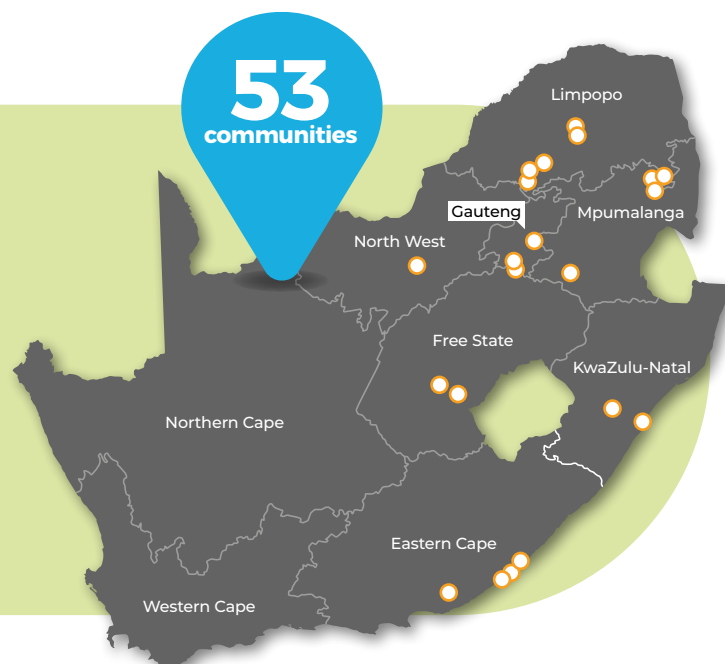 53
communities
Limpopo
Gauteng
Mpumalanga
North West
Free State
KwaZulu-Natal
Northern Cape
Eastern Cape
Western Cape